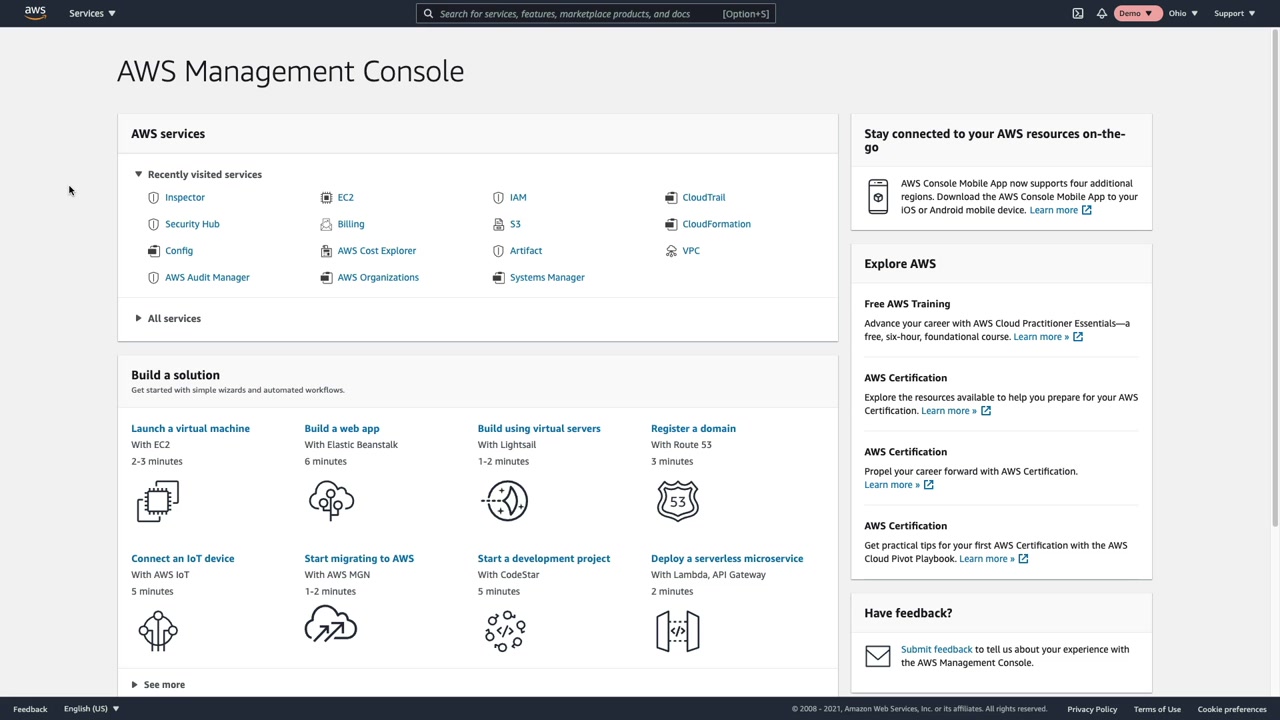 aws
Services
Search for services, features, marketplace products, and docs
[Option+S]
Demo
Ohio
Support
AWS Management Console
AWS services
Recently visited services
Inspector
EC2
IAM
CloudTrail
Security Hub
Billing
S3
CloudFormation
Config
AWS Cost Explorer
Artifact
VPC
AWS Audit Manager
AWS Organizations
Systems Manager
All services
Build a solution
Get started with simple wizards and automated workflows.
Launch a virtual machine
With EC2
2-3 minutes
Build a web app
With Elastic Beanstalk
6 minutes
Build using virtual servers
With Lightsail
1-2 minutes
Register a domain
With Route 53
3 minutes
53
Connect an IoT device
With AWS IoT
5 minutes
Start migrating to AWS
With AWS MGN
1-2 minutes
Start a development project
With CodeStar
5 minutes
Deploy a serverless microservice
With Lambda, API Gateway
2 minutes
See more
Stay connected to your AWS resources on-the-
go
AWS Console Mobile App now supports four additional
regions. Download the AWS Console Mobile App to your
iOS or Android mobile device. Learn more
Explore AWS
Free AWS Training
Advance your career with AWS Cloud Practitioner Essentials—a
free, six-hour, foundational course. Learn more »
AWS Certification
Explore the resources available to help you prepare for your AWS
Certification. Learn more »
AWS Certification
Propel your career forward with AWS Certification.
Learn more »
AWS Certification
Get practical tips for your first AWS Certification with the AWS
Cloud Pivot Playbook. Learn more »
Have feedback?
Submit feedback to tell us about your experience with
the AWS Management Console.
Feedback
English (US)
© 2008 - 2021, Amazon Web Services, Inc. or its affiliates. All rights reserved.
Privacy Policy
Terms of Use
Cookie preferences